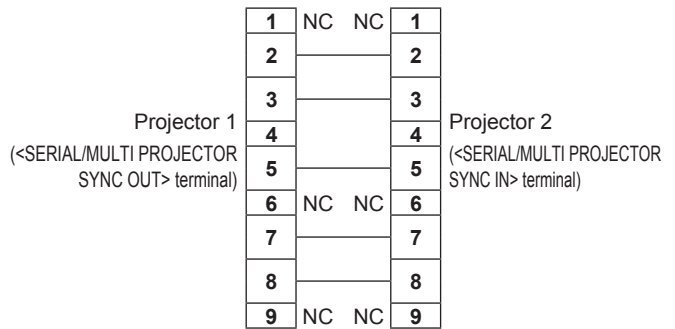 1 NC NC 1
2 2
3 3
Projector 1 4 4 Projector 2
(<SERIAL/MULTI PROJECTOR (<SERIAL/MULTI PROJECTOR
SYNC OUT> terminal) 5 5 SYNC IN> terminal)
6 NC NC 6
7 7
8 8
9 NC NC 9